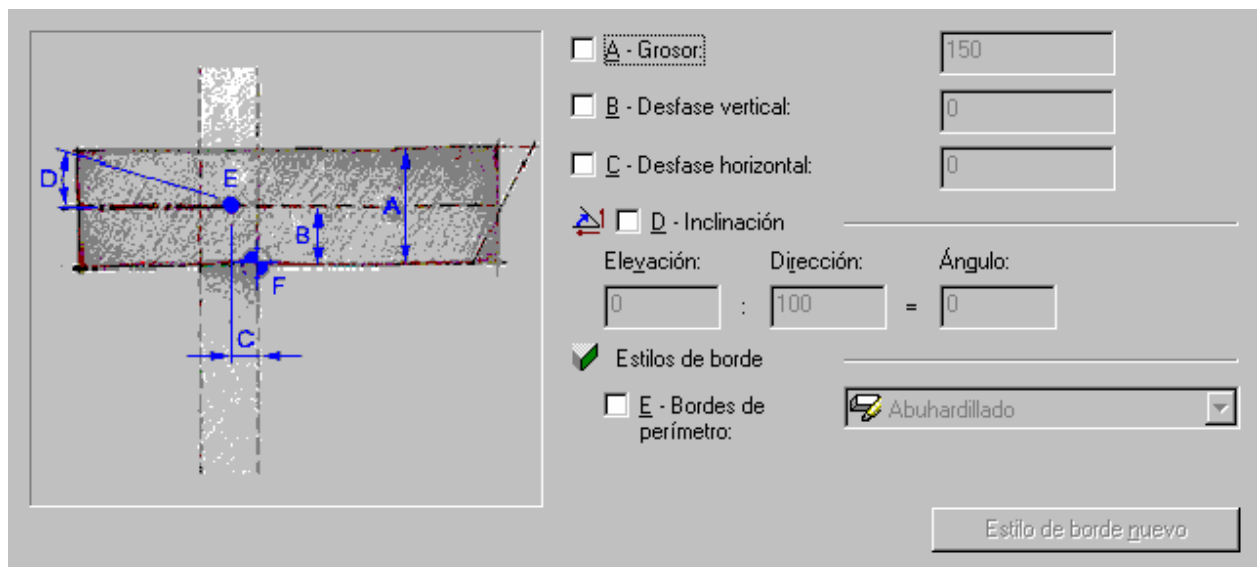 A - Grosor: 150
B - Desfase vertical: 0
C - Desfase horizontal: 0
D - Inclinación
Elevación: Dirección: Ángulo:
0 : 100 = 0
Estilos de borde
E - Bordes de
perímetro:
Abuhardillado
Estilo de borde nuevo
D
E
A
B
F
C